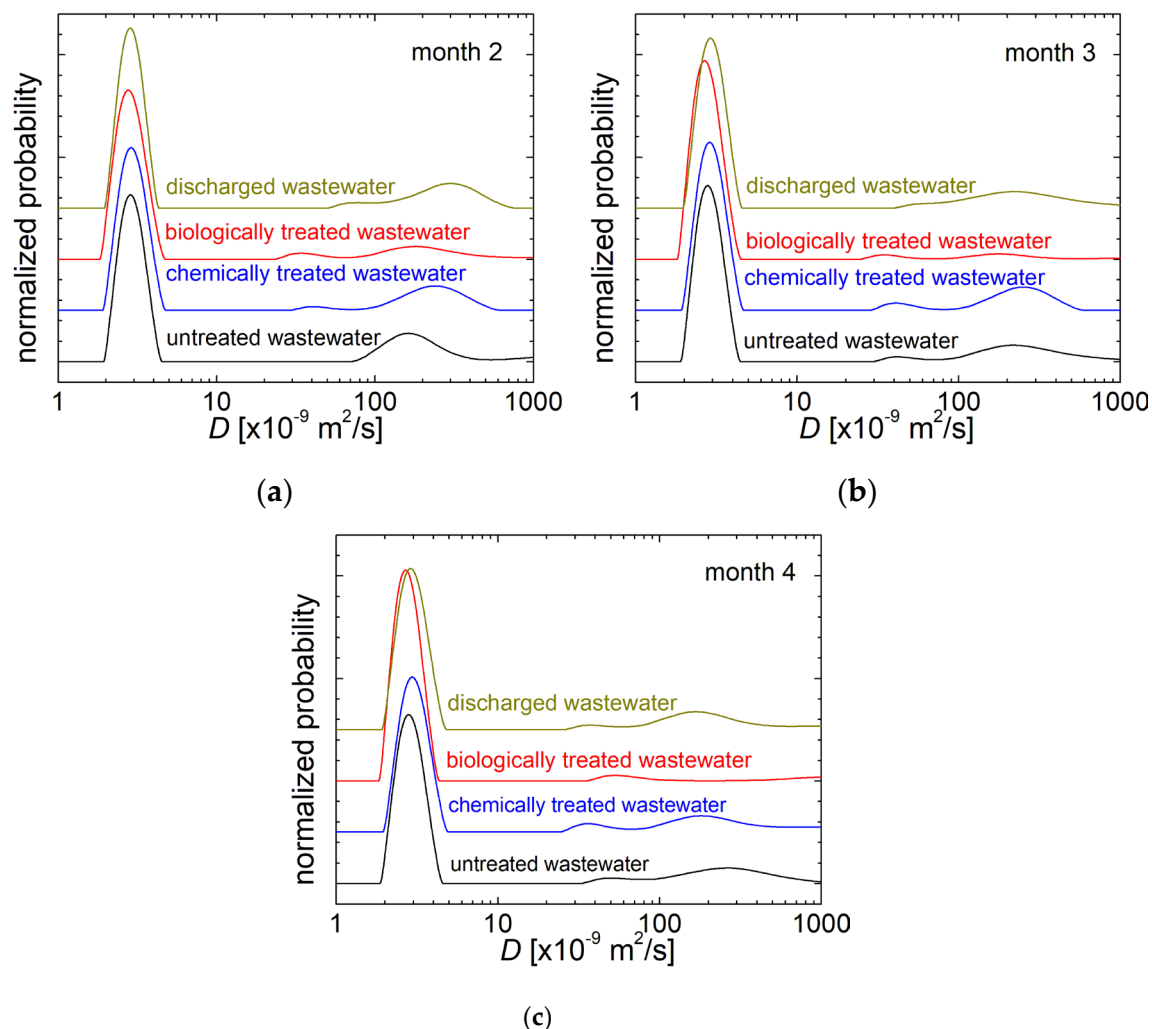 normalized probability
month 2
discharged wastewater
biologically treated wastewater
chemically treated wastewater
untreated wastewater
1 10 100 1000
D [x10⁻⁹ m²/s]
(a)
normalized probability
month 3
discharged wastewater
biologically treated wastewater
chemically treated wastewater
untreated wastewater
1 10 100 1000
D [x10⁻⁹ m²/s]
(b)
normalized probability
month 4
discharged wastewater
biologically treated wastewater
chemically treated wastewater
untreated wastewater
1 10 100 1000
D [x10⁻⁹ m²/s]
(c)